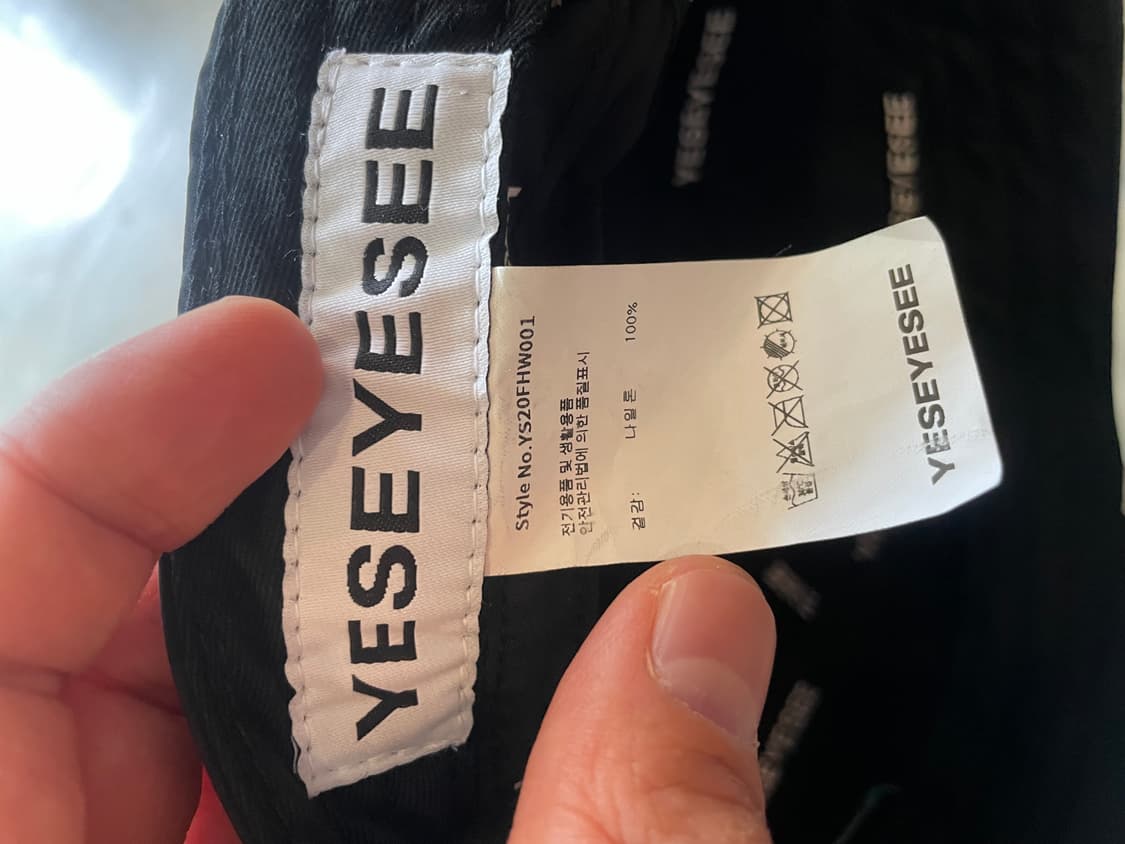 YESEYESEE
Style No.YS20FHW001
전기용품 및 생활용품
안전관리법에 의한 품질표시
겉감: 나일론 100%
YESEYESEE
YESEYESEE